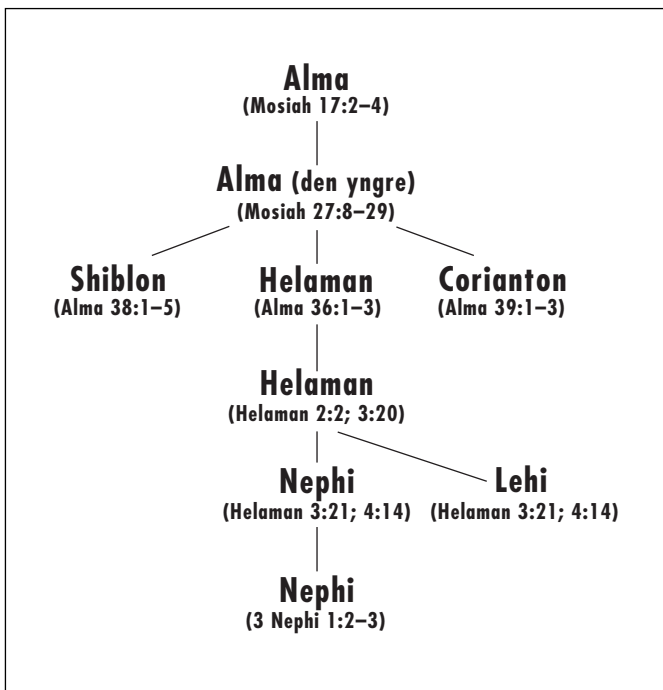 Alma
(Mosiah 17:2–4)
Alma (den yngre)
(Mosiah 27:8–29)
Shiblon
(Alma 38:1–5)
Helaman
(Alma 36:1–3)
Corianton
(Alma 39:1–3)
Helaman
(Helaman 2:2; 3:20)
Nephi
(Helaman 3:21; 4:14)
Lehi
(Helaman 3:21; 4:14)
Nephi
(3 Nephi 1:2–3)